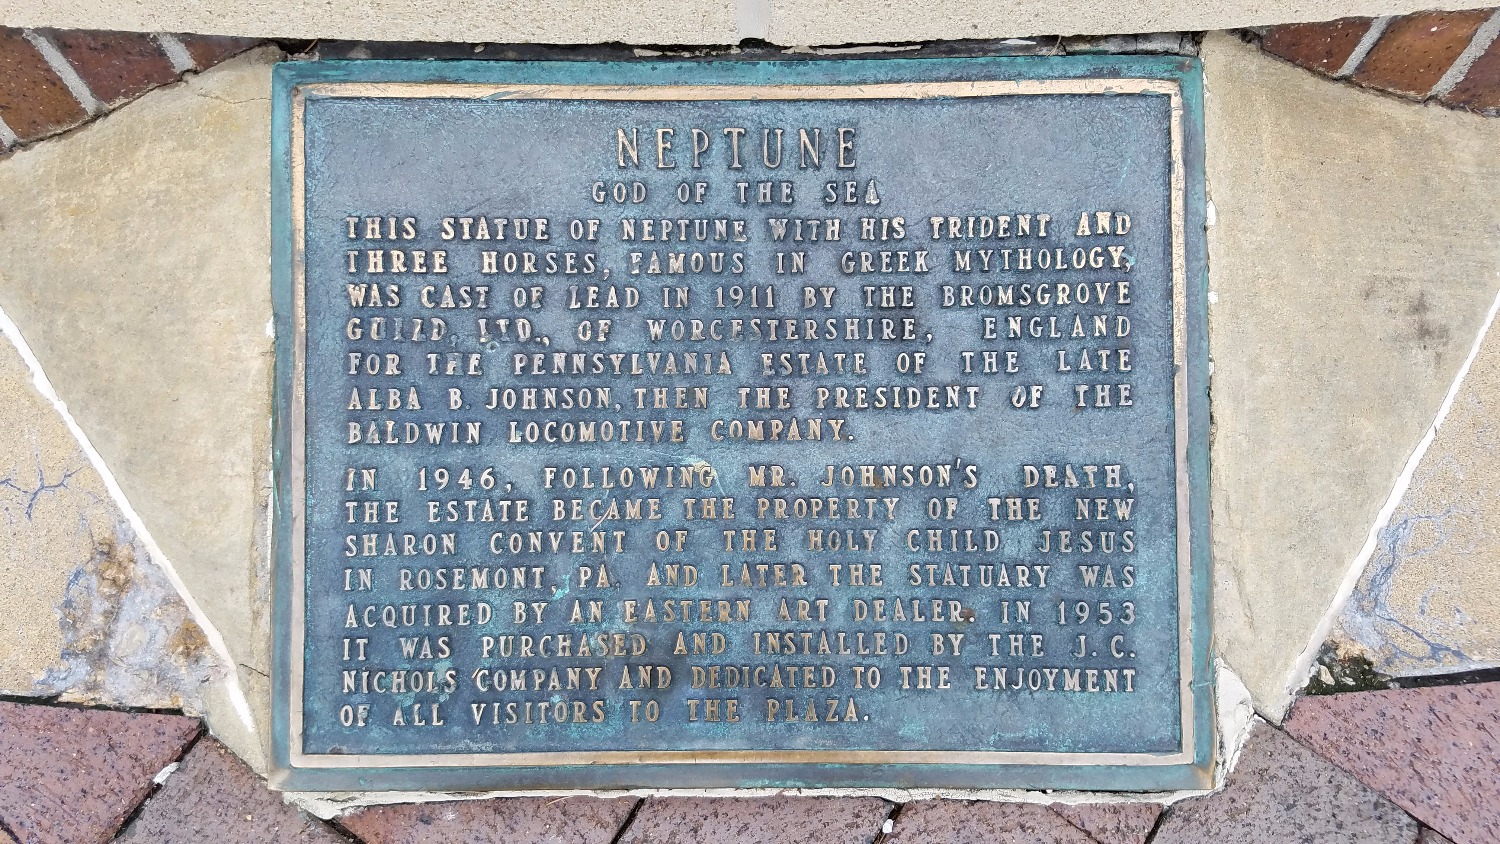 NEPTUNE
GOD OF THE SEA
THIS STATUE OF NEPTUNE WITH HIS TRIDENT AND
THREE HORSES, FAMOUS IN GREEK MYTHOLOGY,
WAS CAST OF LEAD IN 1911 BY THE BROMSGROVE
GUILD, LTD., OF WORCESTERSHIRE, ENGLAND
FOR THE PENNSYLVANIA ESTATE OF THE LATE
ALBA B. JOHNSON, THEN THE PRESIDENT OF THE
BALDWIN LOCOMOTIVE COMPANY.
IN 1946, FOLLOWING MR. JOHNSON'S DEATH,
THE ESTATE BECAME THE PROPERTY OF THE NEW
SHARON CONVENT OF THE HOLY CHILD JESUS
IN ROSEMONT, PA. AND LATER THE STATUARY WAS
ACQUIRED BY AN EASTERN ART DEALER. IN 1953
IT WAS PURCHASED AND INSTALLED BY THE J. C.
NICHOLS COMPANY AND DEDICATED TO THE ENJOYMENT
OF ALL VISITORS TO THE PLAZA.